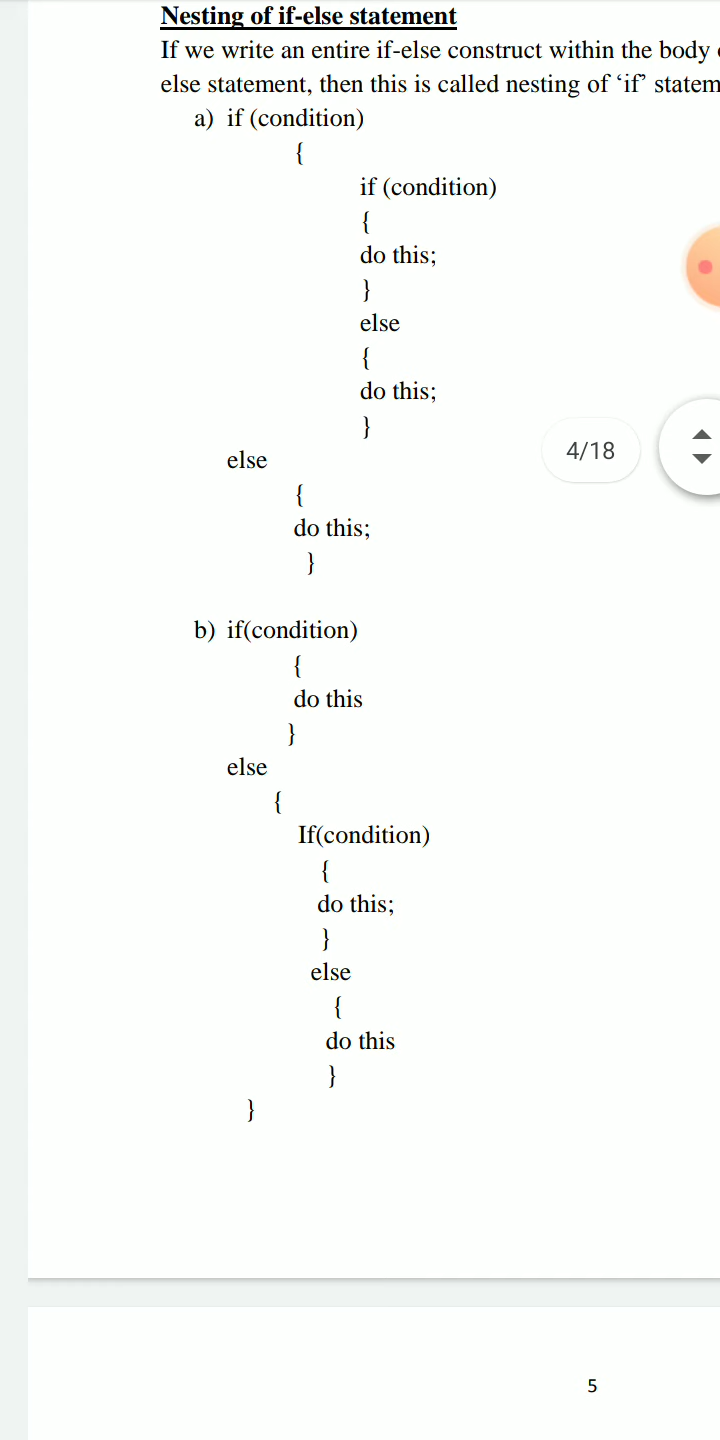 Nesting of if-else statement
If we write an entire if-else construct within the body
else statement, then this is called nesting of ‘if’
a) if (condition)
{
if (condition)
{
do this;
}
else
{
do this;
}
4/18
else
{
do this;
}
b) if(condition)
{
do this
}
else
{
If(condition)
{
do this;
}
else
{
do this
}
}
5